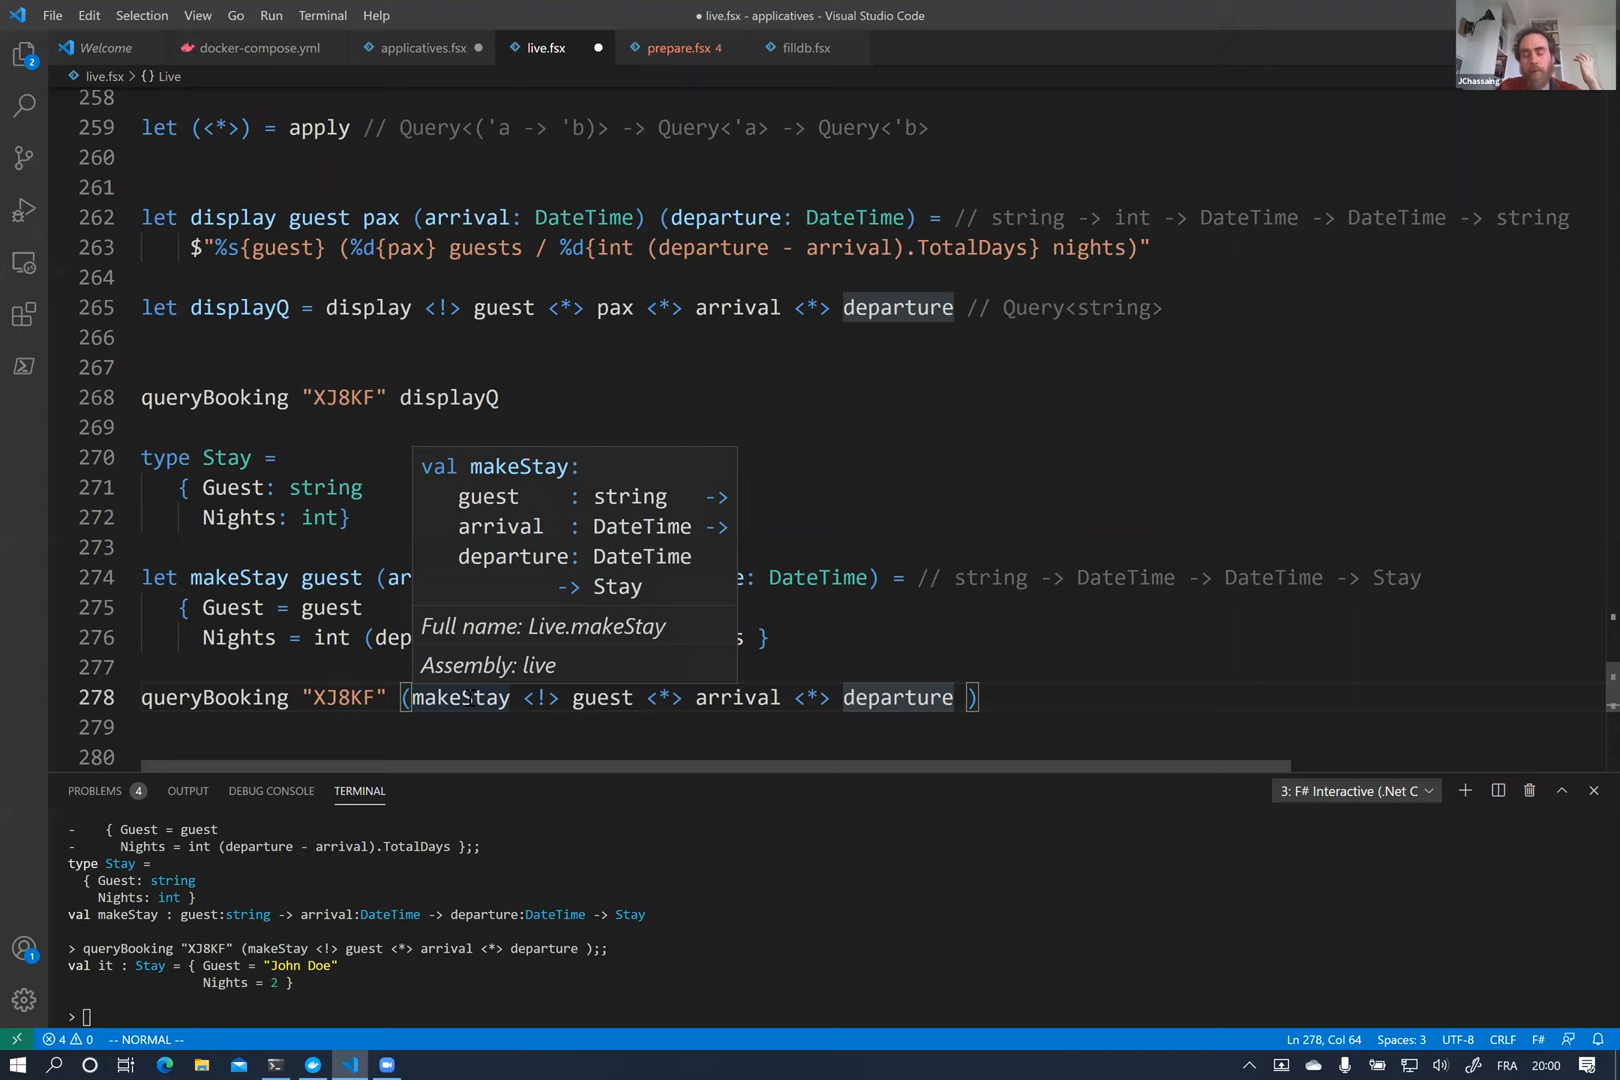 File Edit Selection View Go Run Terminal Help
● live.fsx - applicatives - Visual Studio Code
JChassaing
Welcome docker-compose.yml applicatives.fsx live.fsx prepare.fsx 4 filldb.fsx
live.fsx > {} Live
258
259 let (<*>) = apply // Query<('a -> 'b)> -> Query<'a> -> Query<'b>
260
261
262 let display guest pax (arrival: DateTime) (departure: DateTime) = // string -> int -> DateTime -> DateTime -> string
263 $"%s{guest} (%d{pax} guests / %d{int (departure - arrival).TotalDays} nights)"
264
265 let displayQ = display <!> guest <*> pax <*> arrival <*> departure // Query<string>
266
267
268 queryBooking "XJ8KF" displayQ
269
270 type Stay =
271 { Guest: string
272 Nights: int}
273
274 let makeStay guest (ar e: DateTime) = // string -> DateTime -> DateTime -> Stay
275 { Guest = guest
276 Nights = int (dep s }
277
278 queryBooking "XJ8KF" (makeStay <!> guest <*> arrival <*> departure )
279
280
val makeStay:
guest : string ->
arrival : DateTime ->
departure: DateTime
-> Stay
Full name: Live.makeStay
Assembly: live
2
1
PROBLEMS 4 OUTPUT DEBUG CONSOLE TERMINAL 3: F# Interactive (.Net C
- { Guest = guest
- Nights = int (departure - arrival).TotalDays };;
type Stay =
{ Guest: string
Nights: int }
val makeStay : guest:string -> arrival:DateTime -> departure:DateTime -> Stay
> queryBooking "XJ8KF" (makeStay <!> guest <*> arrival <*> departure );;
val it : Stay = { Guest = "John Doe"
Nights = 2 }
>
4 0 -- NORMAL -- Ln 278, Col 64 Spaces: 3 UTF-8 CRLF F#
FRA 20:00